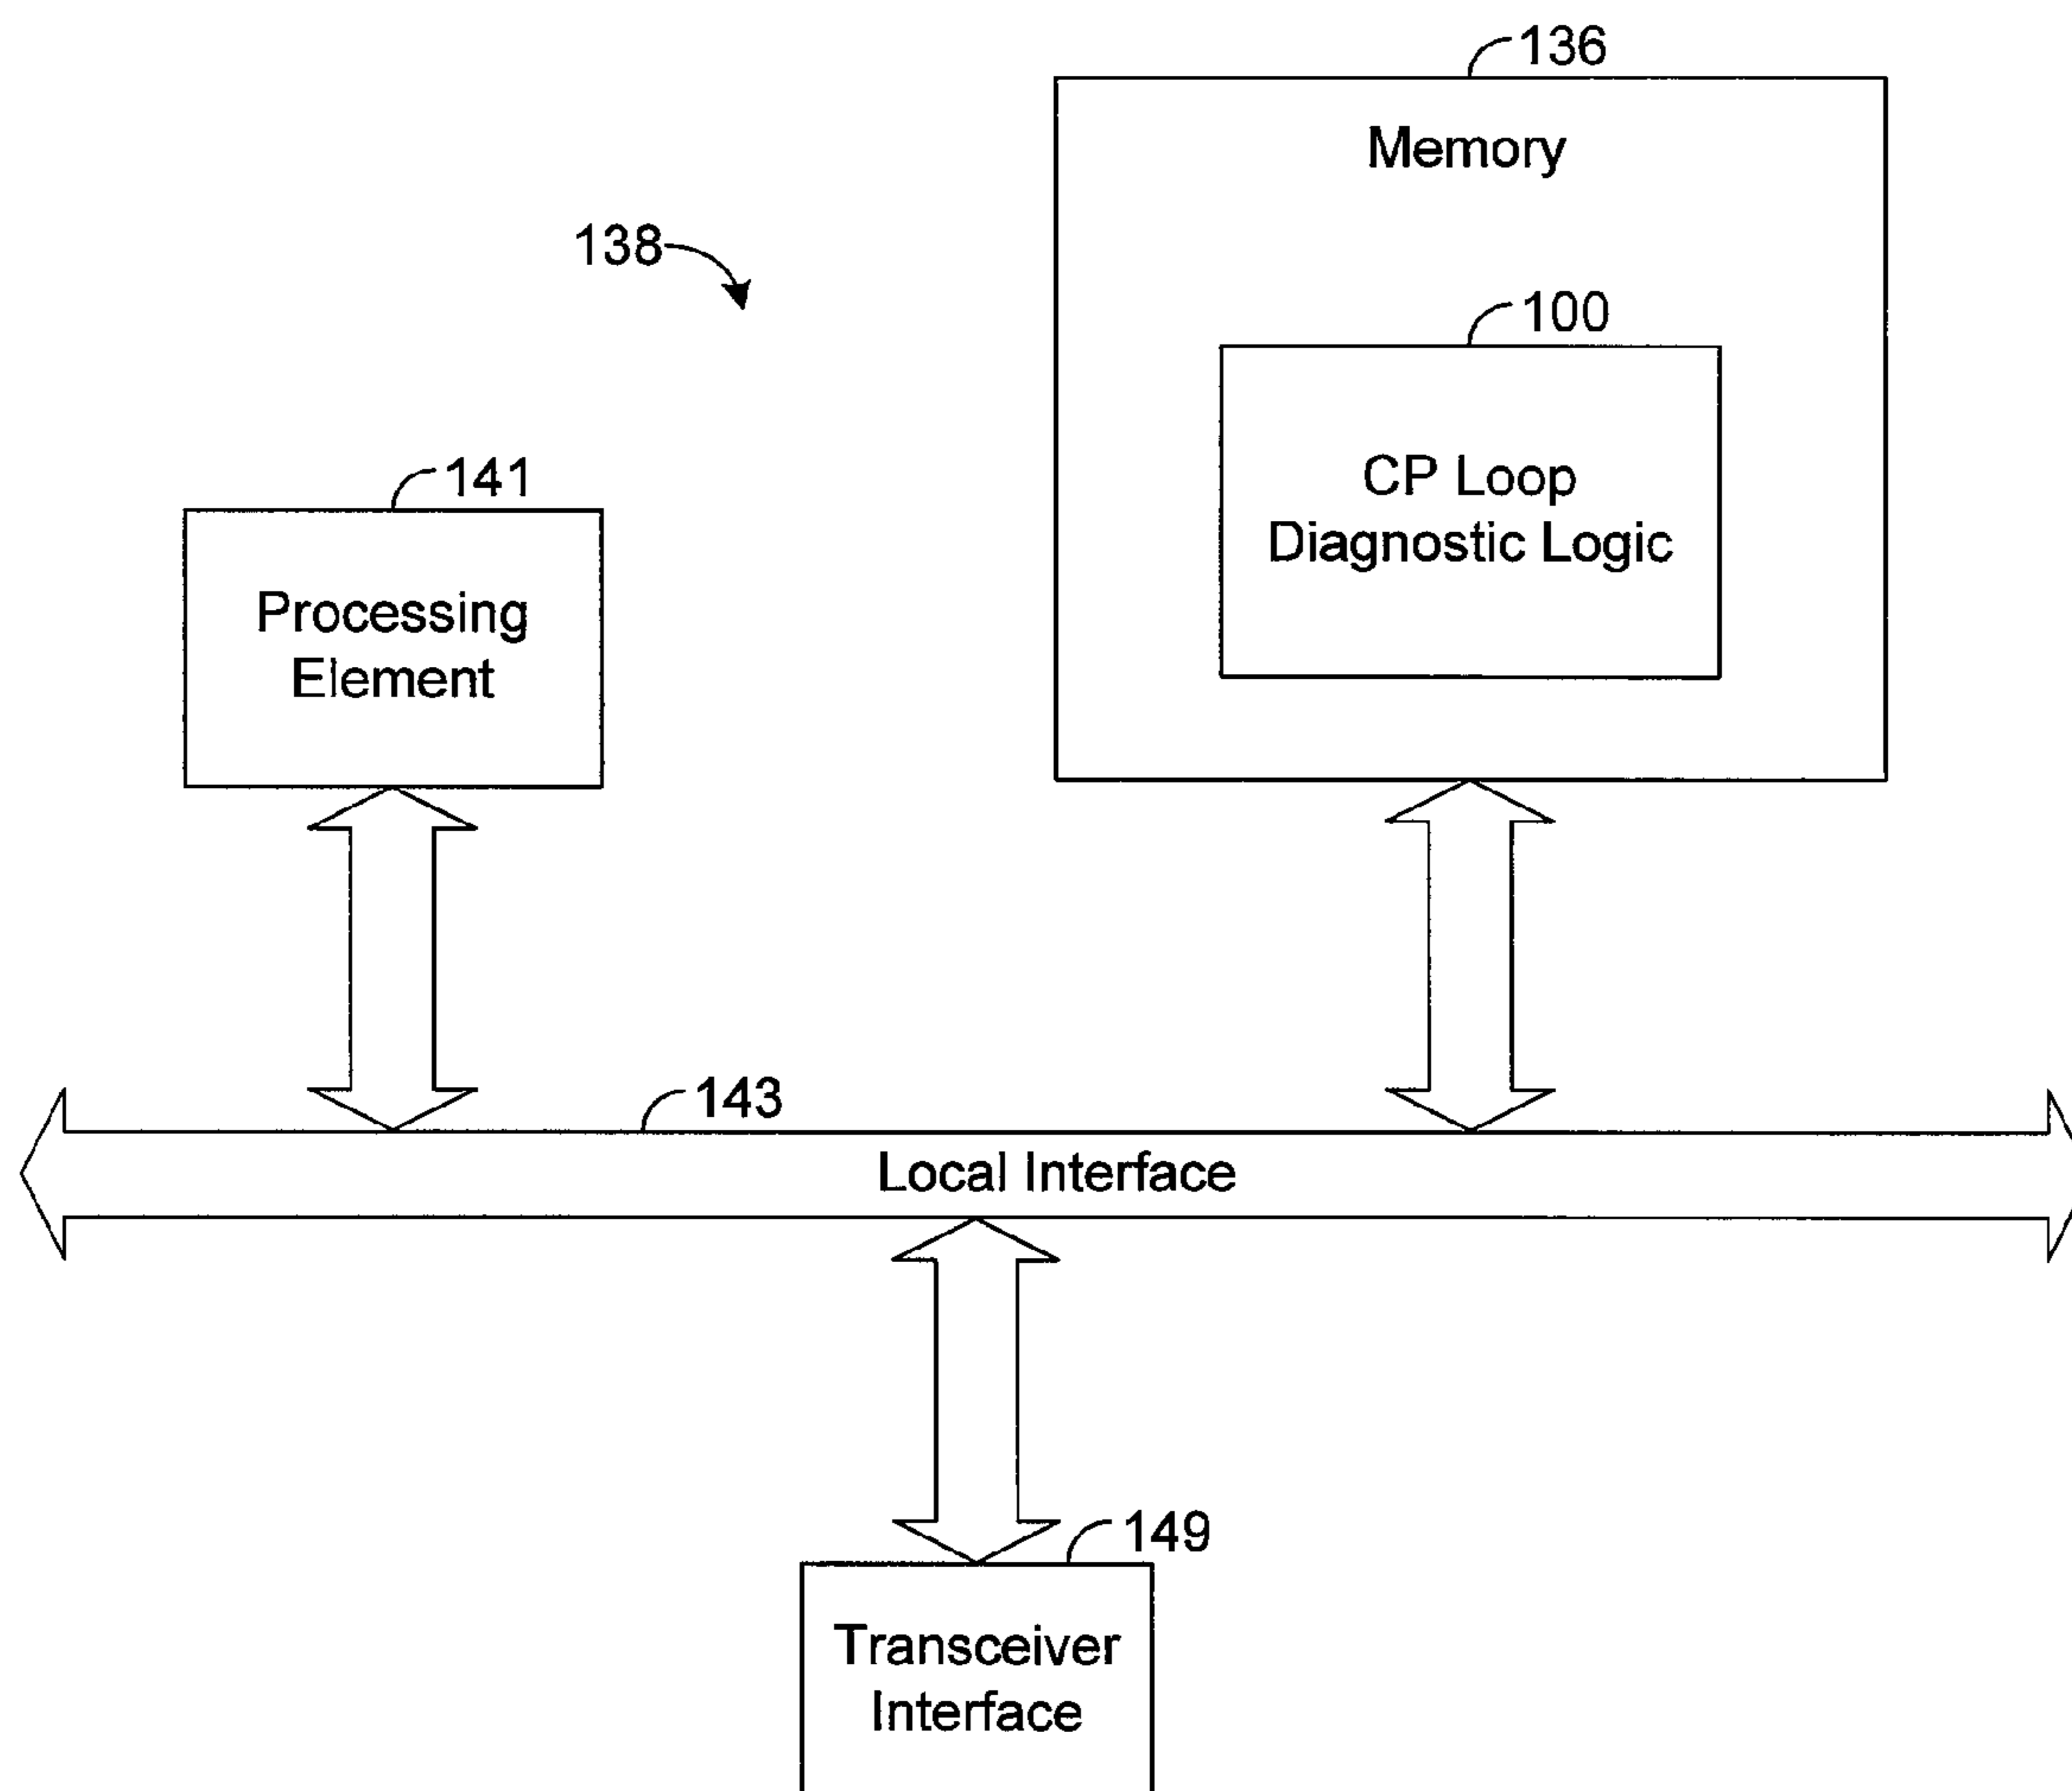 136
Memory
138
100
CP Loop
Diagnostic Logic
141
Processing
Element
143
Local Interface
149
Transceiver
Interface